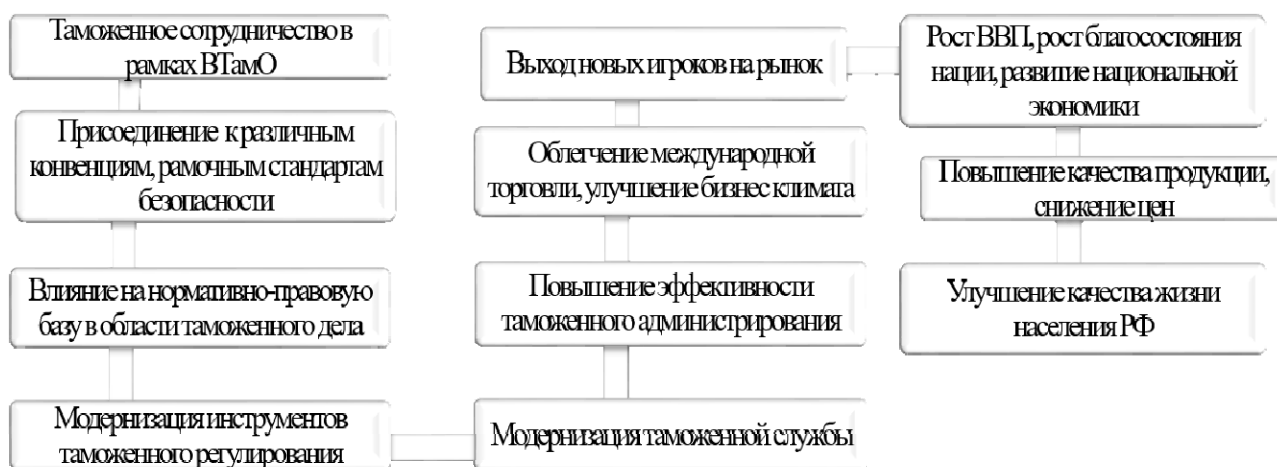 Таможенное сотрудничество в
рамках ВТамО
Присоединение к различным
конвенциям, рамочным стандартам
безопасности
Влияние на нормативно-правовую
базу в области таможенного дела
Модернизация инструментов
таможенного регулирования
Модернизация таможенной службы
Повышение эффективности
таможенного администрирования
Облегчение международной
торговли, улучшение бизнес климата
Выход новых игроков на рынок
Рост ВВП, рост благосостояния
нации, развитие национальной
экономики
Повышение качества продукции,
снижение цен
Улучшение качества жизни
населения РФ